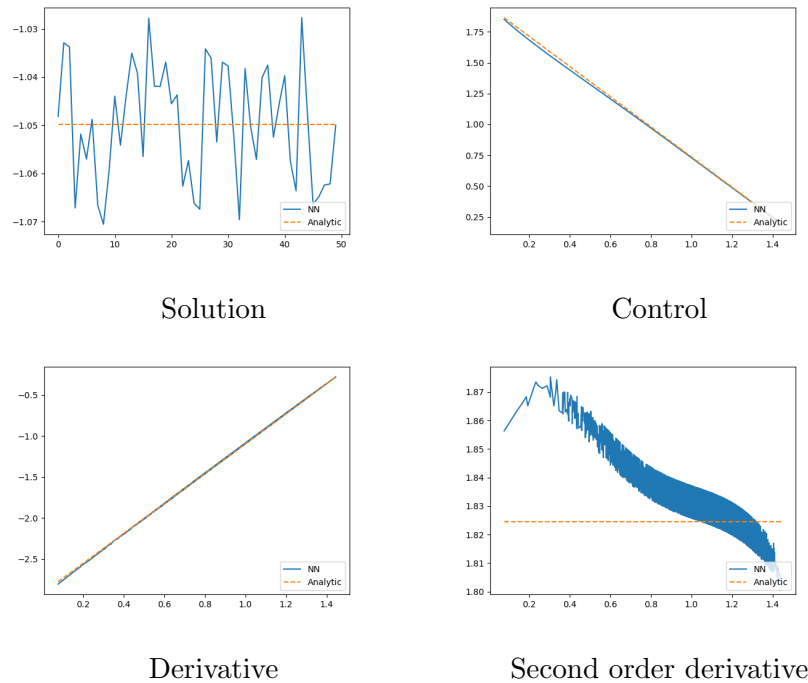 −1.03
−1.04
−1.05
−1.06
−1.07
0 10 20 30 40 50
NN
Analytic
Solution
1.75
1.50
1.25
1.00
0.75
0.50
0.25
0.2 0.4 0.6 0.8 1.0 1.2 1.4
NN
Analytic
Control
−0.5
−1.0
−1.5
−2.0
−2.5
0.2 0.4 0.6 0.8 1.0 1.2 1.4
NN
Analytic
Derivative
1.87
1.86
1.85
1.84
1.83
1.82
1.81
1.80
0.2 0.4 0.6 0.8 1.0 1.2 1.4
NN
Analytic
Second order derivative